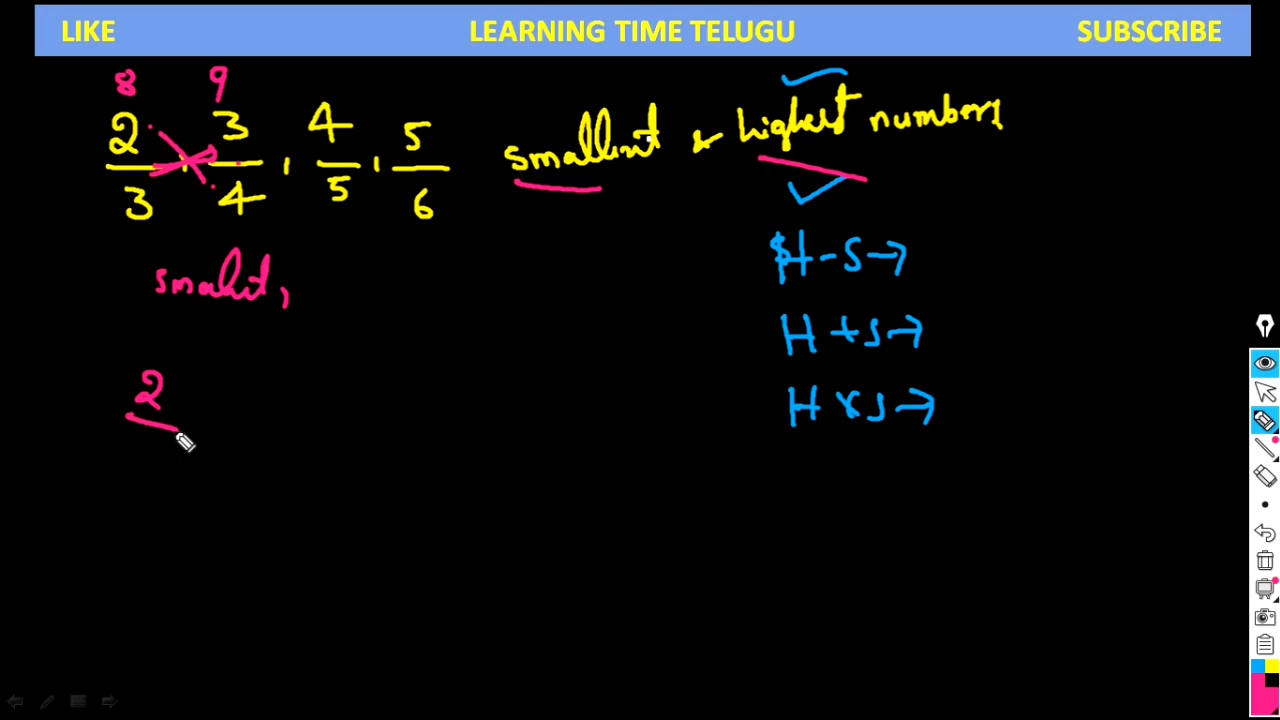 LIKE LEARNING TIME TELUGU SUBSCRIBE
8 9
2/3, 3/4, 4/5, 5/6 smallest & highest numbers
H - S →
smallest,
H + S →
2
H x S →